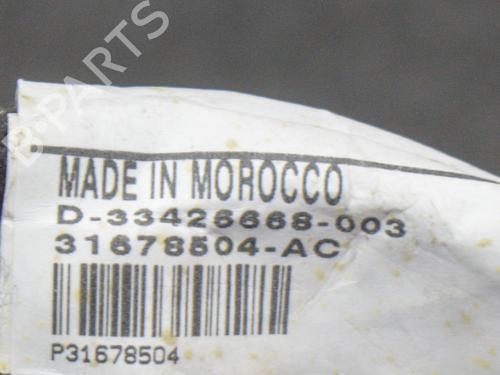 B-PARTS
MADE IN MOROCCO
D-33426668-003
31678504-AC
P31678504